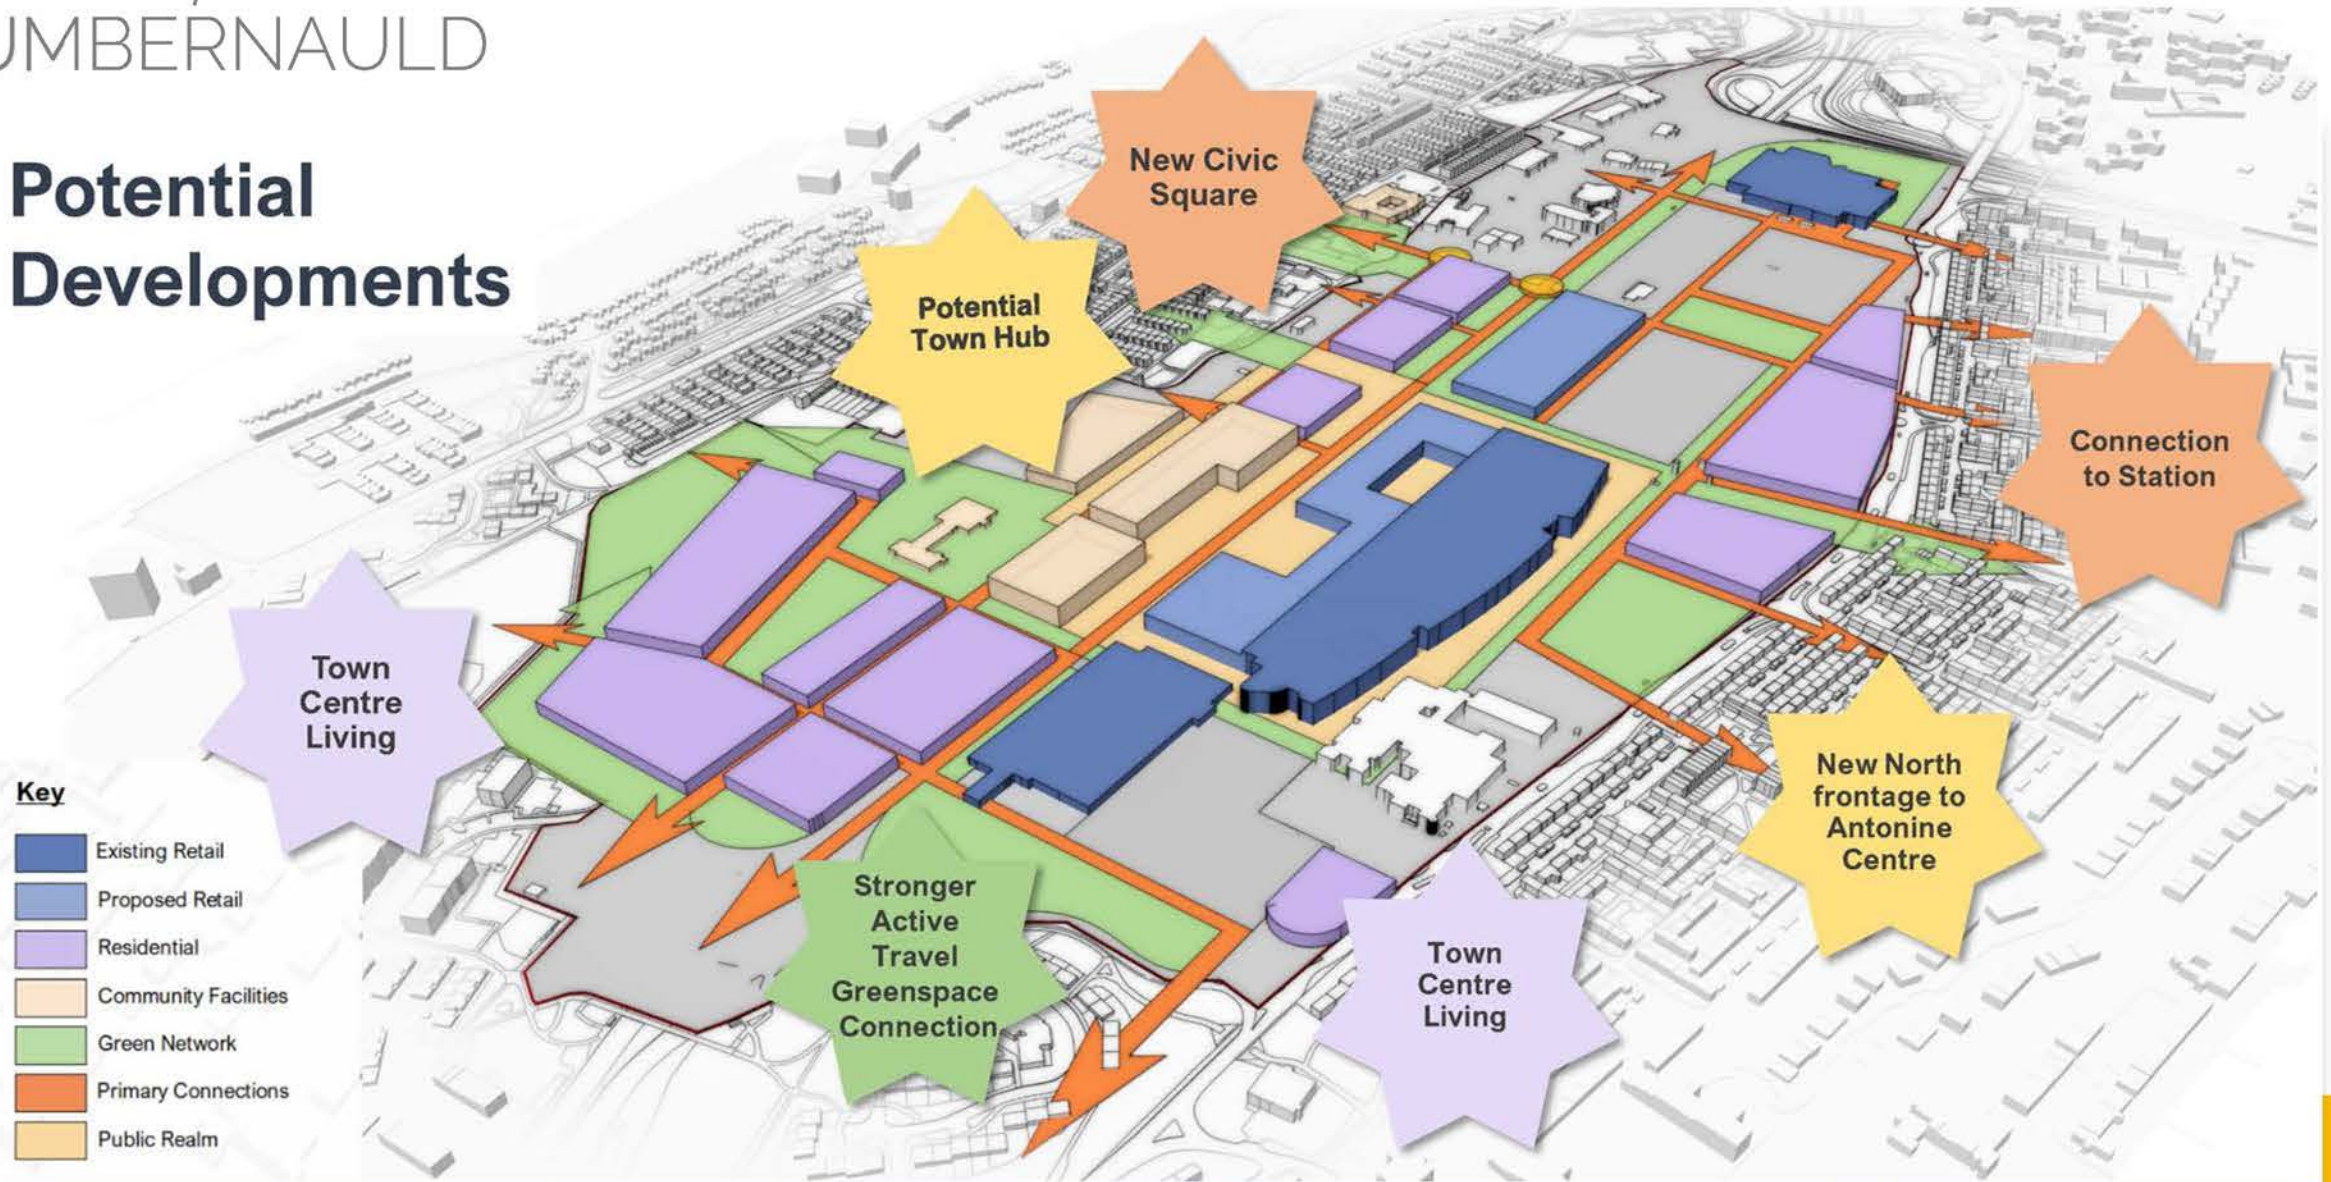 UMBERNAULD
Potential
Developments
New Civic
Square
Potential
Town Hub
Connection
to Station
Town
Centre
Living
New North
frontage to
Antonine
Centre
Stronger
Active
Travel
Greenspace
Connection
Town
Centre
Living
Key
Existing Retail
Proposed Retail
Residential
Community Facilities
Green Network
Primary Connections
Public Realm